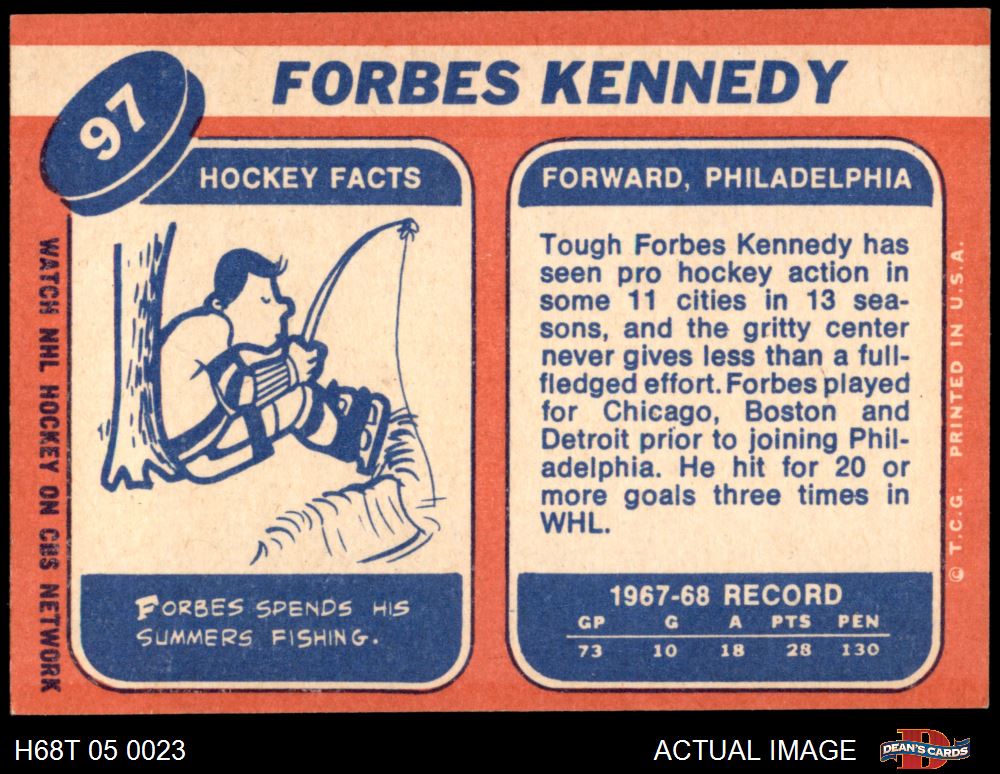 97
FORBES KENNEDY
HOCKEY FACTS
FORBES SPENDS HIS
SUMMERS FISHING.
WATCH NHL HOCKEY ON CBS NETWORK
FORWARD, PHILADELPHIA
Tough Forbes Kennedy has
seen pro hockey action in
some 11 cities in 13 sea-
sons, and the gritty center
never gives less than a full-
fledged effort. Forbes played
for Chicago, Boston and
Detroit prior to joining Phil-
adelphia. He hit for 20 or
more goals three times in
WHL.
1967-68 RECORD
GP G A PTS PEN
73 10 18 28 130
© T.C.G. PRINTED IN U.S.A.
H68T 05 0023
ACTUAL IMAGE
D
DEAN'S CARDS